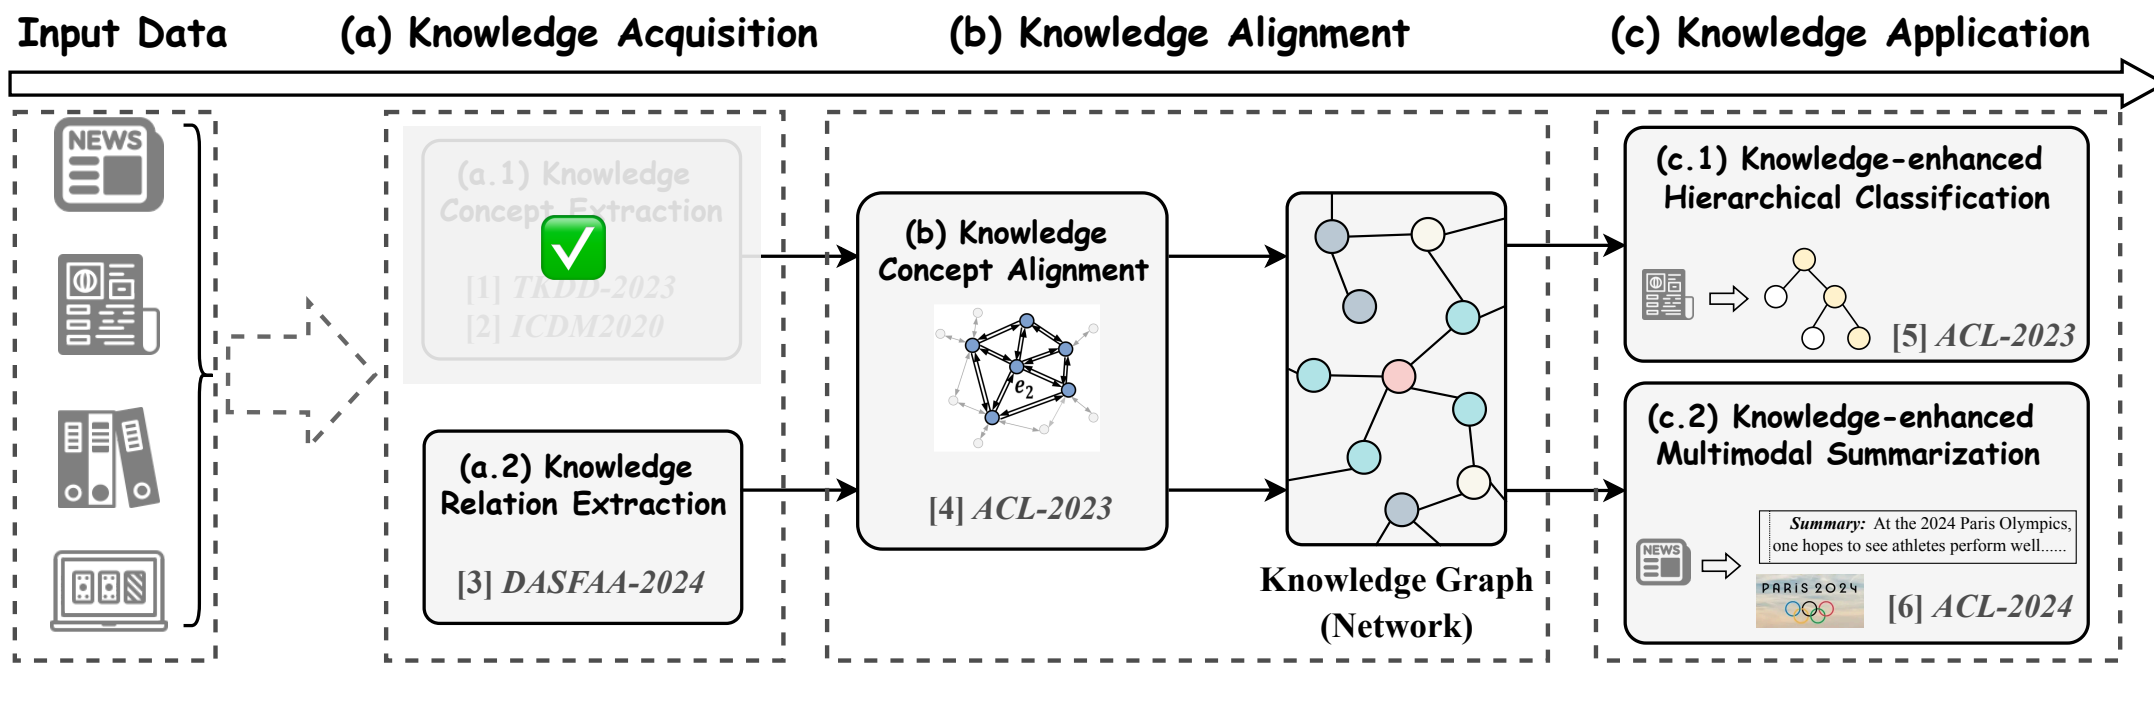 Input Data
(a) Knowledge Acquisition
(b) Knowledge Alignment
(c) Knowledge Application
NEWS
(a.1) Knowledge
Concept Extraction
[1] TKDD-2023
[2] ICDM2020
(a.2) Knowledge
Relation Extraction
[3] DASFAA-2024
(b) Knowledge
Concept Alignment
e2
[4] ACL-2023
Knowledge Graph
(Network)
(c.1) Knowledge-enhanced
Hierarchical Classification
[5] ACL-2023
(c.2) Knowledge-enhanced
Multimodal Summarization
Summary: At the 2024 Paris Olympics,
one hopes to see athletes perform well......
NEWS
PARIS 2024
[6] ACL-2024